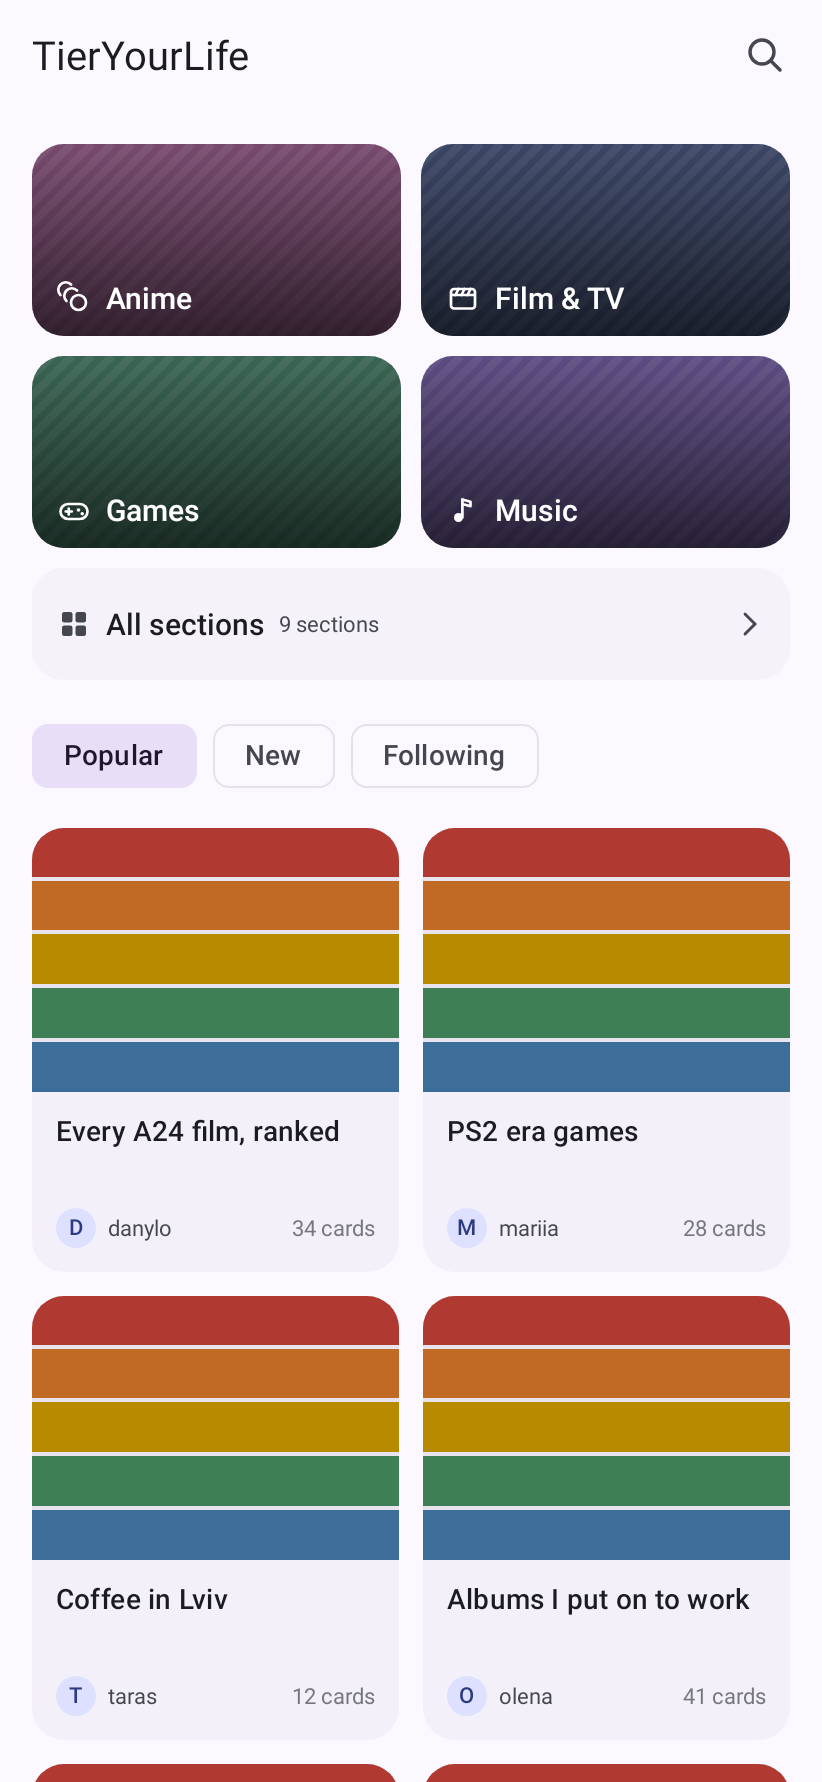 TierYourLife
Anime
Film & TV
Games
Music
All sections 9 sections
Popular New Following
Every A24 film, ranked
D danylo 34 cards
PS2 era games
M mariia 28 cards
Coffee in Lviv
T taras 12 cards
Albums I put on to work
O olena 41 cards